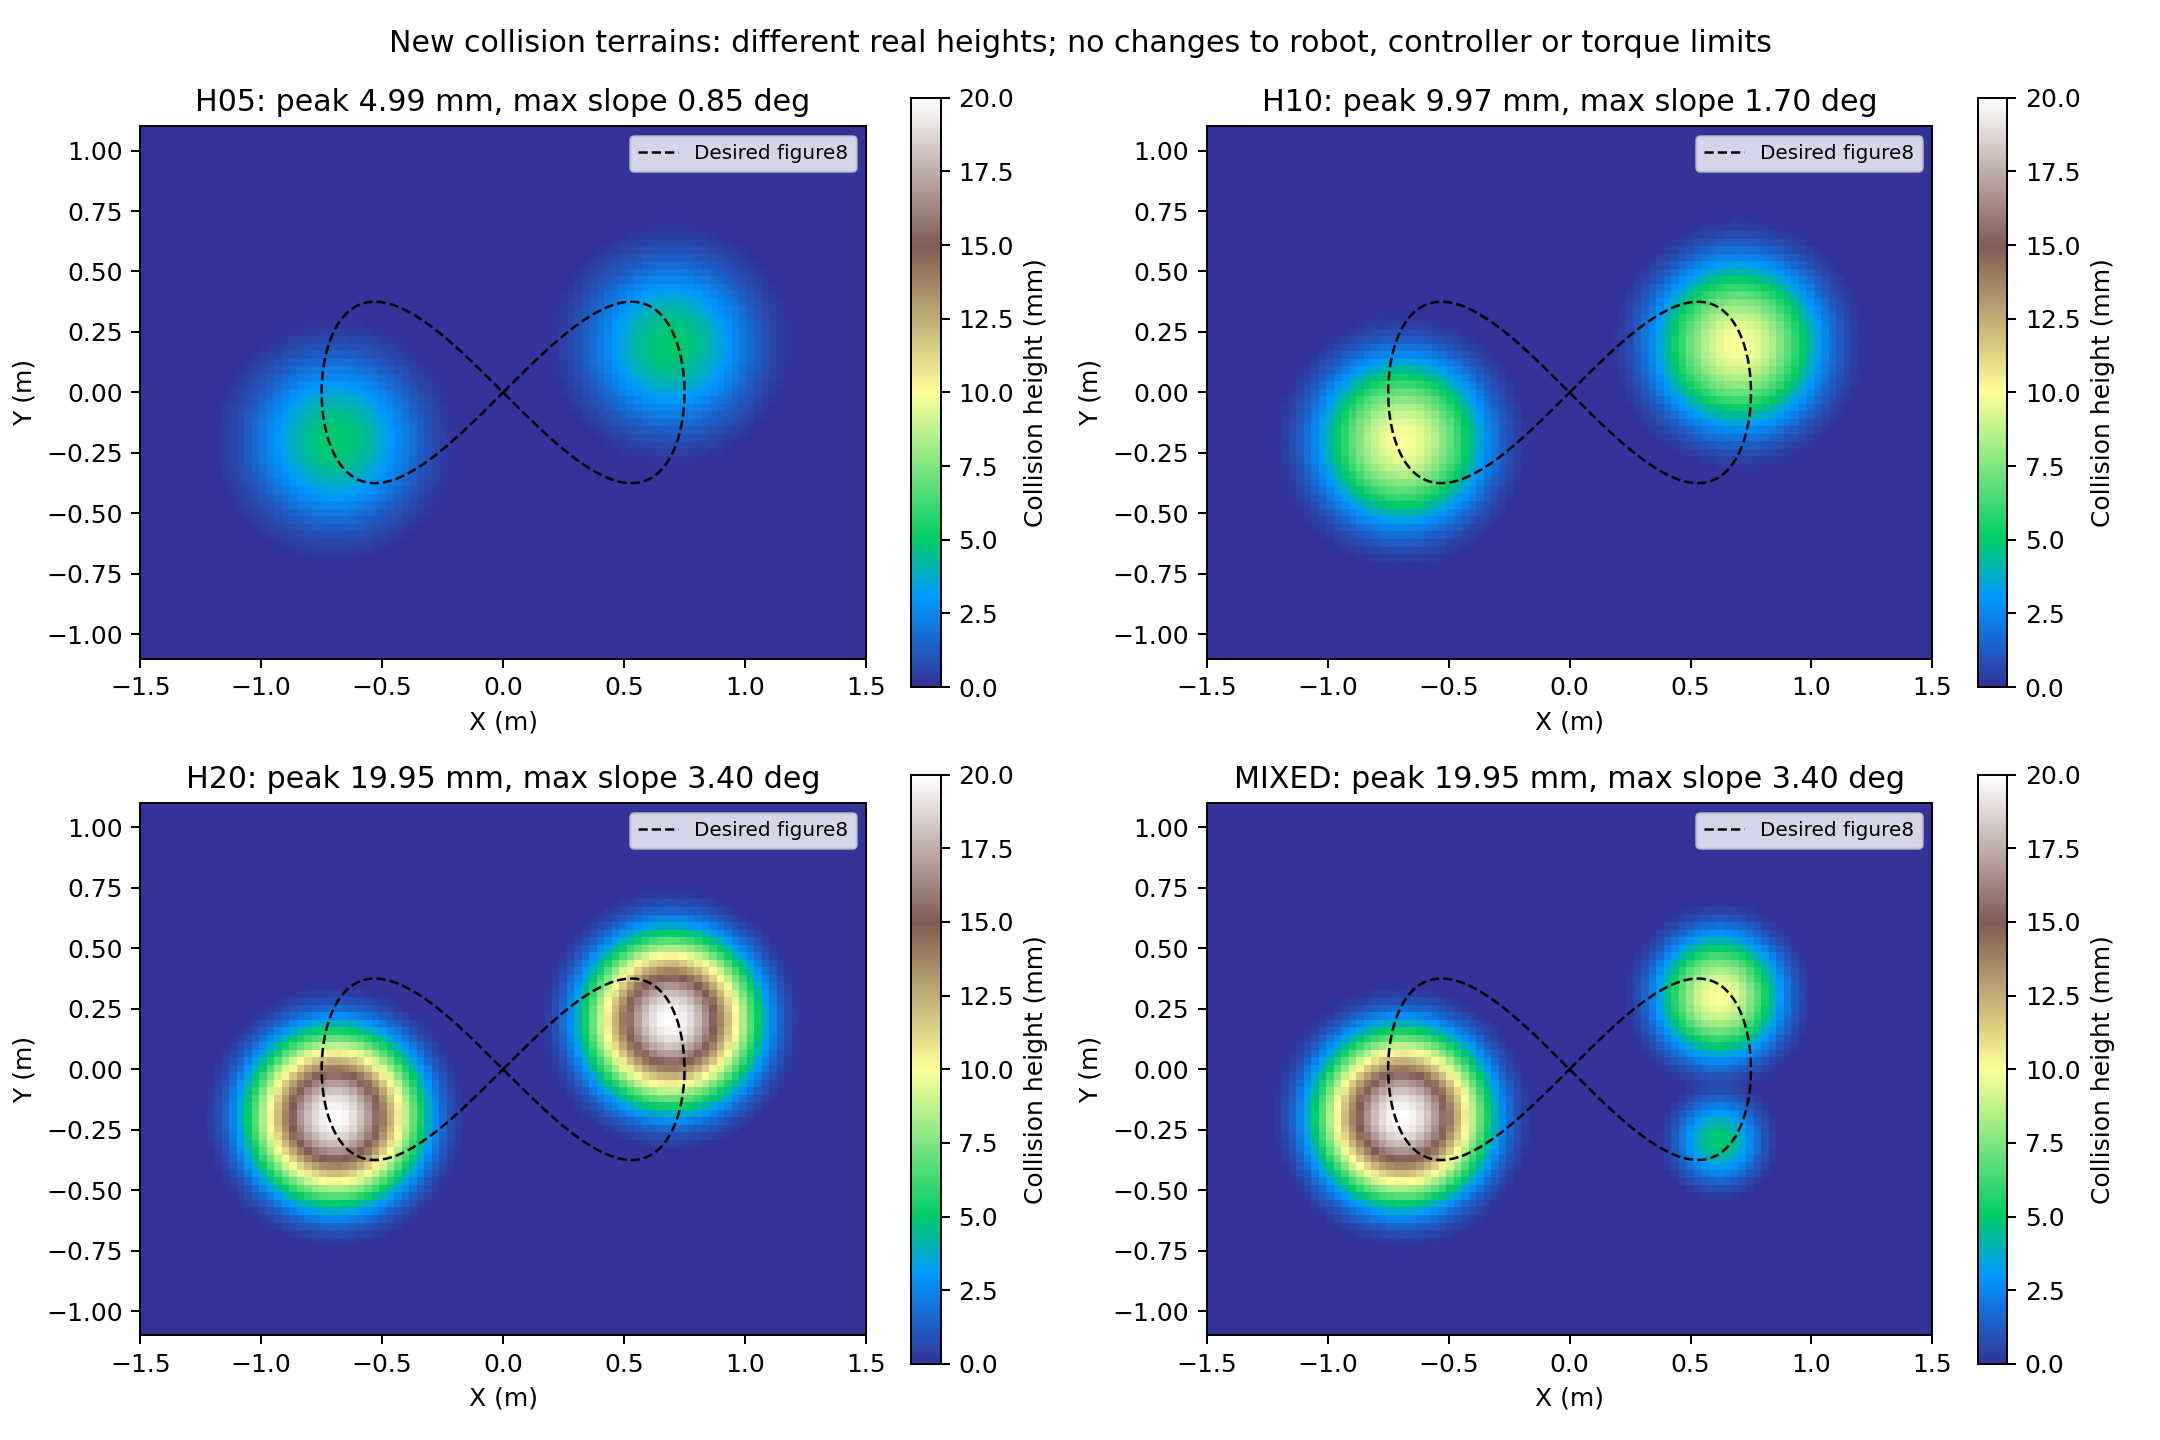 New collision terrains: different real heights; no changes to robot, controller or torque limits
H05: peak 4.99 mm, max slope 0.85 deg
Desired figure8
1.00
0.75
0.50
0.25
0.00
−0.25
−0.50
−0.75
−1.00
Y (m)
−1.5 −1.0 −0.5 0.0 0.5 1.0 1.5
X (m)
20.0
17.5
15.0
12.5
10.0
7.5
5.0
2.5
0.0
Collision height (mm)
H10: peak 9.97 mm, max slope 1.70 deg
Desired figure8
1.00
0.75
0.50
0.25
0.00
−0.25
−0.50
−0.75
−1.00
Y (m)
−1.5 −1.0 −0.5 0.0 0.5 1.0 1.5
X (m)
20.0
17.5
15.0
12.5
10.0
7.5
5.0
2.5
0.0
Collision height (mm)
H20: peak 19.95 mm, max slope 3.40 deg
Desired figure8
1.00
0.75
0.50
0.25
0.00
−0.25
−0.50
−0.75
−1.00
Y (m)
−1.5 −1.0 −0.5 0.0 0.5 1.0 1.5
X (m)
20.0
17.5
15.0
12.5
10.0
7.5
5.0
2.5
0.0
Collision height (mm)
MIXED: peak 19.95 mm, max slope 3.40 deg
Desired figure8
1.00
0.75
0.50
0.25
0.00
−0.25
−0.50
−0.75
−1.00
Y (m)
−1.5 −1.0 −0.5 0.0 0.5 1.0 1.5
X (m)
20.0
17.5
15.0
12.5
10.0
7.5
5.0
2.5
0.0
Collision height (mm)